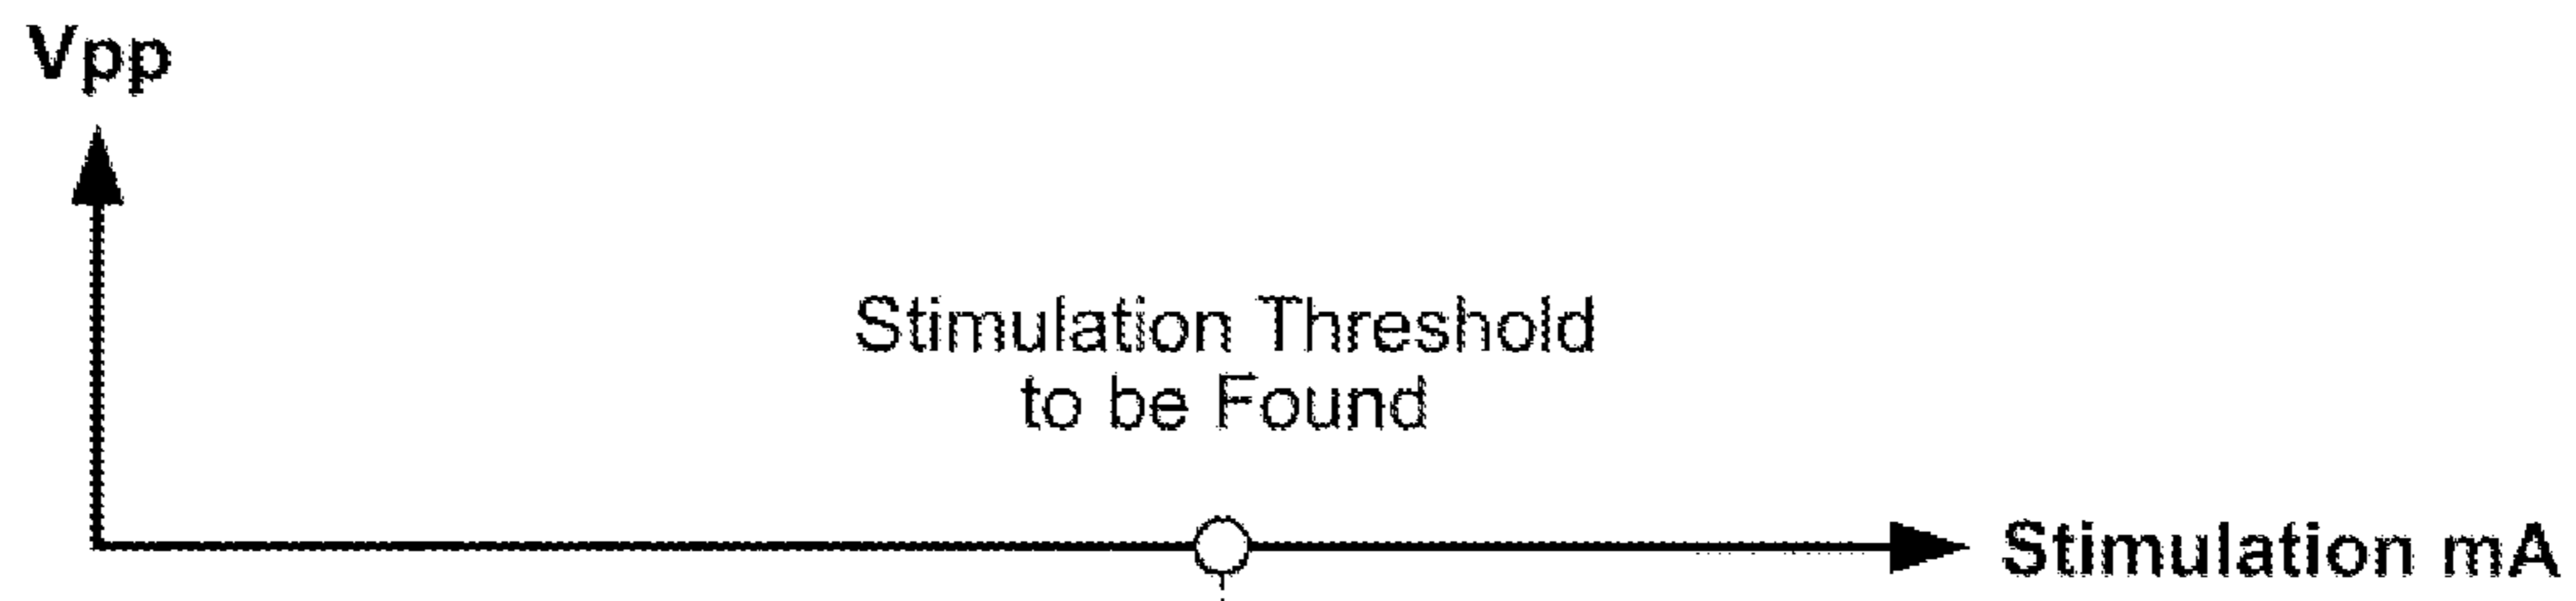 Vpp
Stimulation Threshold
to be Found
Stimulation mA